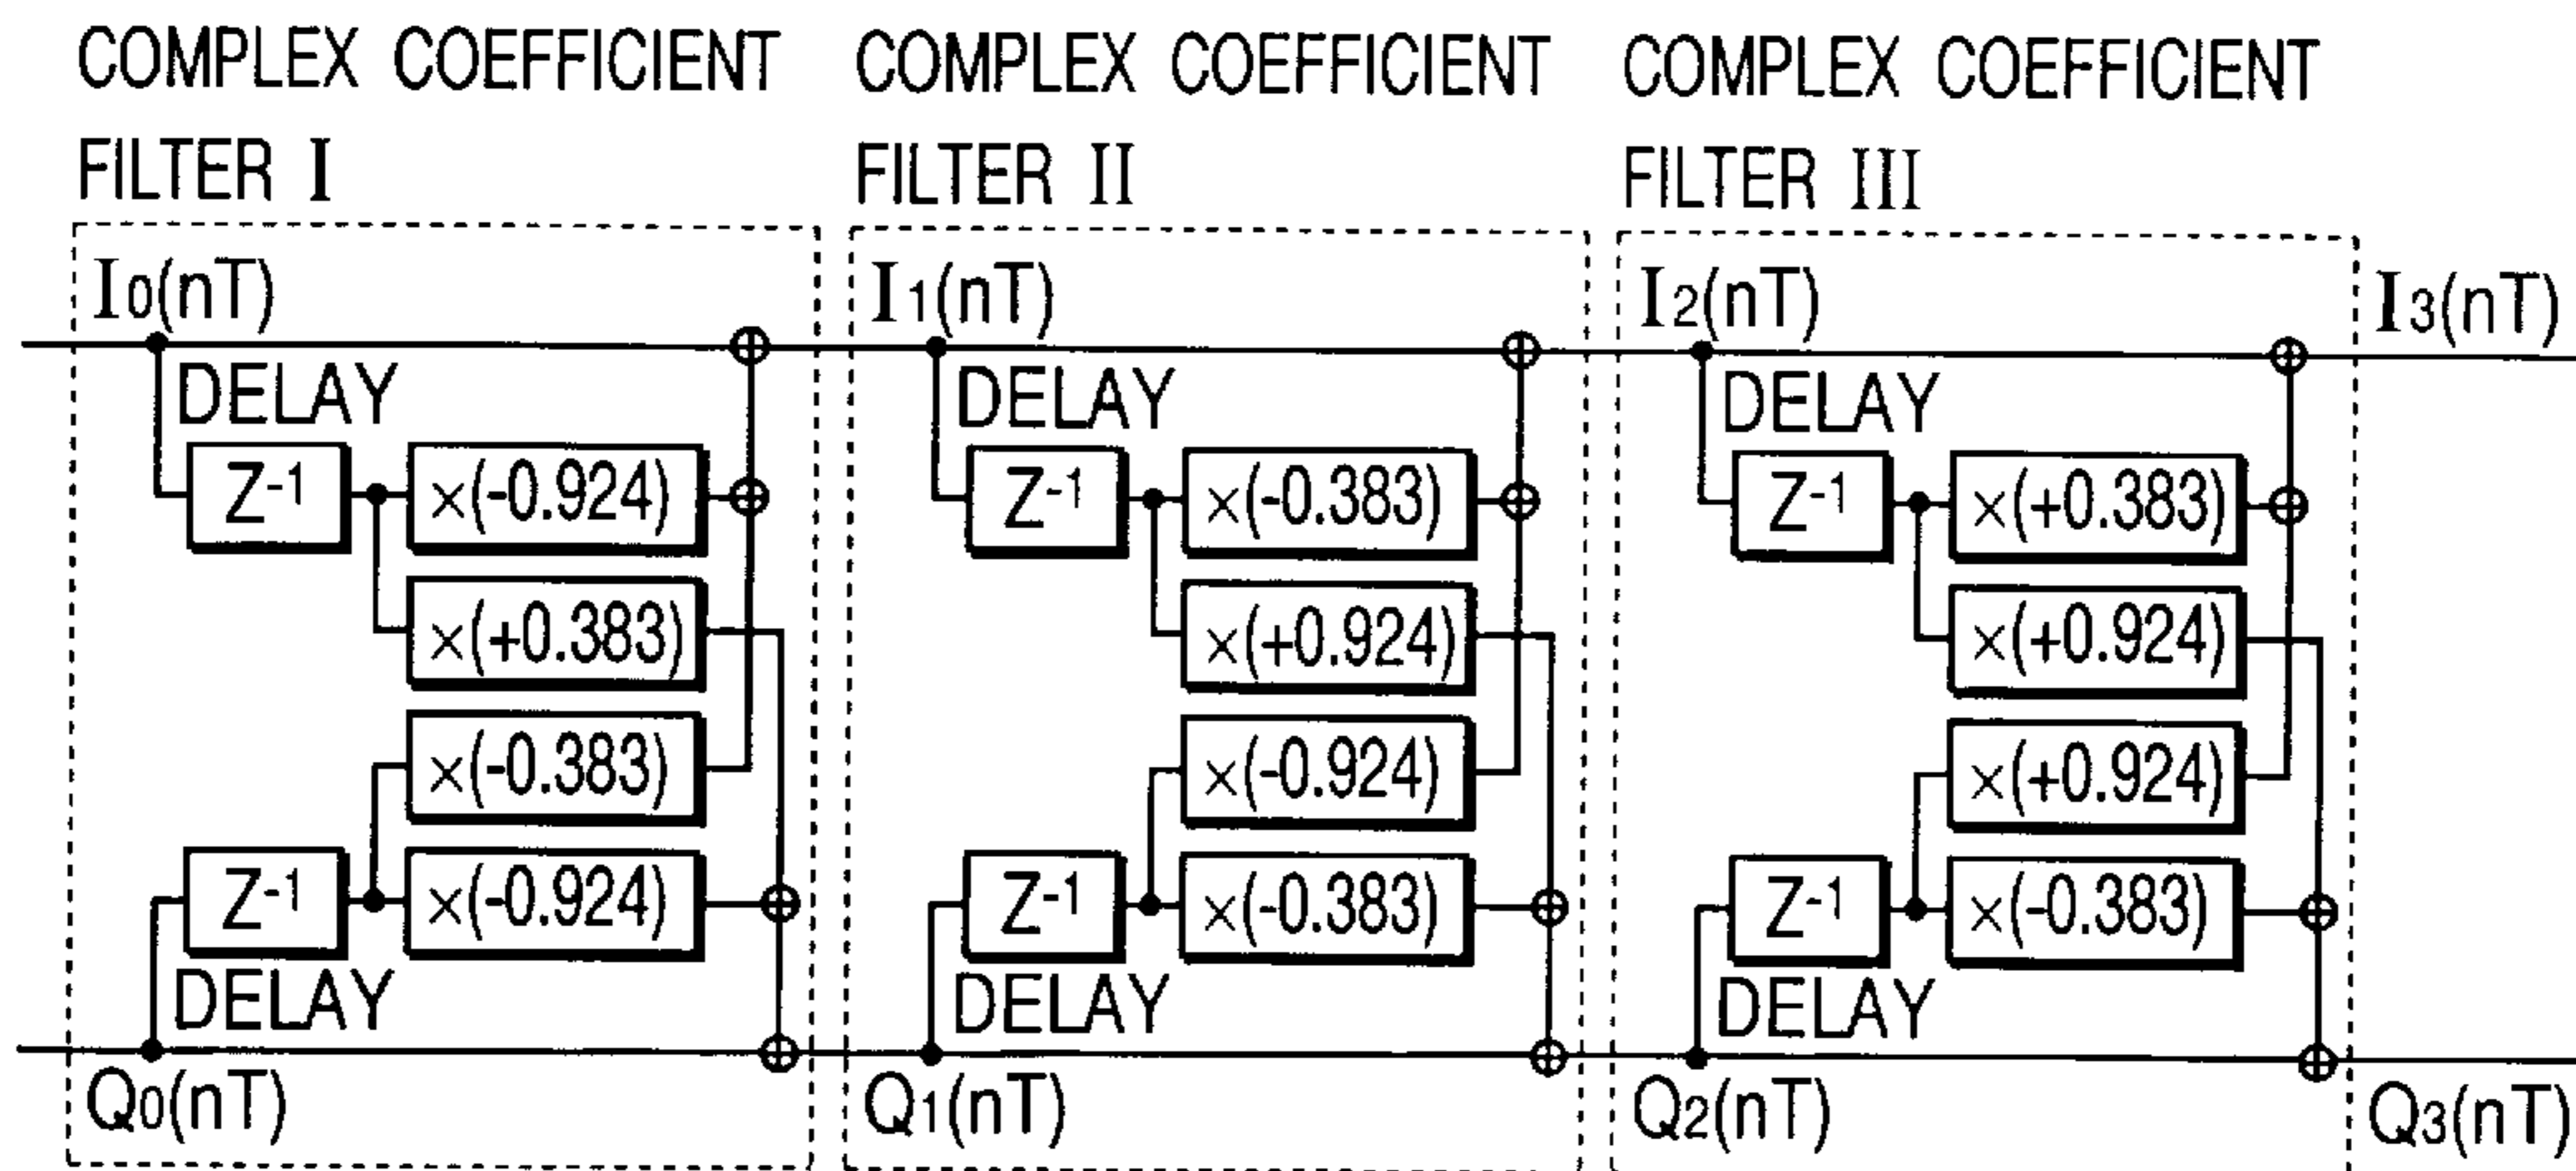 COMPLEX COEFFICIENT
FILTER I
COMPLEX COEFFICIENT
FILTER II
COMPLEX COEFFICIENT
FILTER III
I0(nT)
DELAY
Z-1
×(-0.924)
×(+0.383)
×(-0.383)
Z-1
×(-0.924)
DELAY
Q0(nT)
I1(nT)
DELAY
Z-1
×(-0.383)
×(+0.924)
×(-0.924)
Z-1
×(-0.383)
DELAY
Q1(nT)
I2(nT)
DELAY
Z-1
×(+0.383)
×(+0.924)
×(+0.924)
Z-1
×(-0.383)
DELAY
Q2(nT)
I3(nT)
Q3(nT)